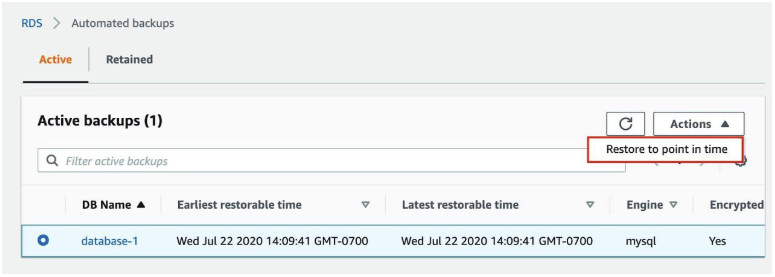 RDS > Automated backups
Active Retained
Active backups (1)
Actions ▲
Restore to point in time
Filter active backups
DB Name ▲ Earliest restorable time ▽ Latest restorable time ▽ Engine ▽ Encrypted
database-1 Wed Jul 22 2020 14:09:41 GMT-0700 Wed Jul 22 2020 14:09:41 GMT-0700 mysql Yes